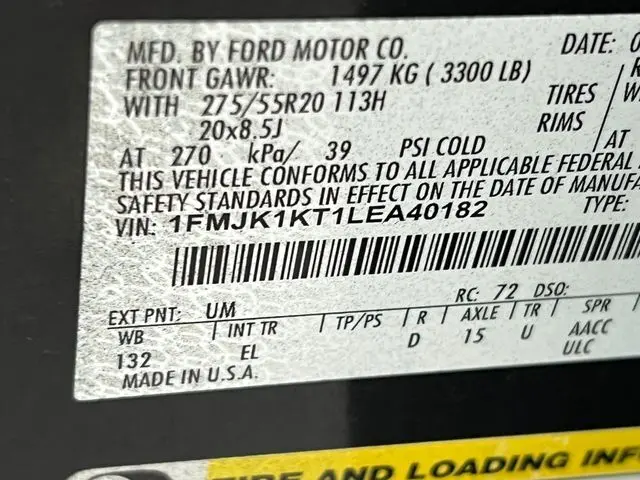 MFD. BY FORD MOTOR CO. DATE: 0
FRONT GAWR: 1497 KG ( 3300 LB)
WITH 275/55R20 113H TIRES
20x8.5J RIMS
AT 270 kPa/ 39 PSI COLD AT
THIS VEHICLE CONFORMS TO ALL APPLICABLE FEDERAL
SAFETY STANDARDS IN EFFECT ON THE DATE OF MANUFA
VIN: 1FMJK1KT1LEA40182 TYPE:
EXT PNT: UM RC: 72 DSO:
WB INT TR TP/PS R AXLE TR SPR
132 EL D 15 U AACC
ULC
MADE IN U.S.A.
TIRE AND LOADING INFO